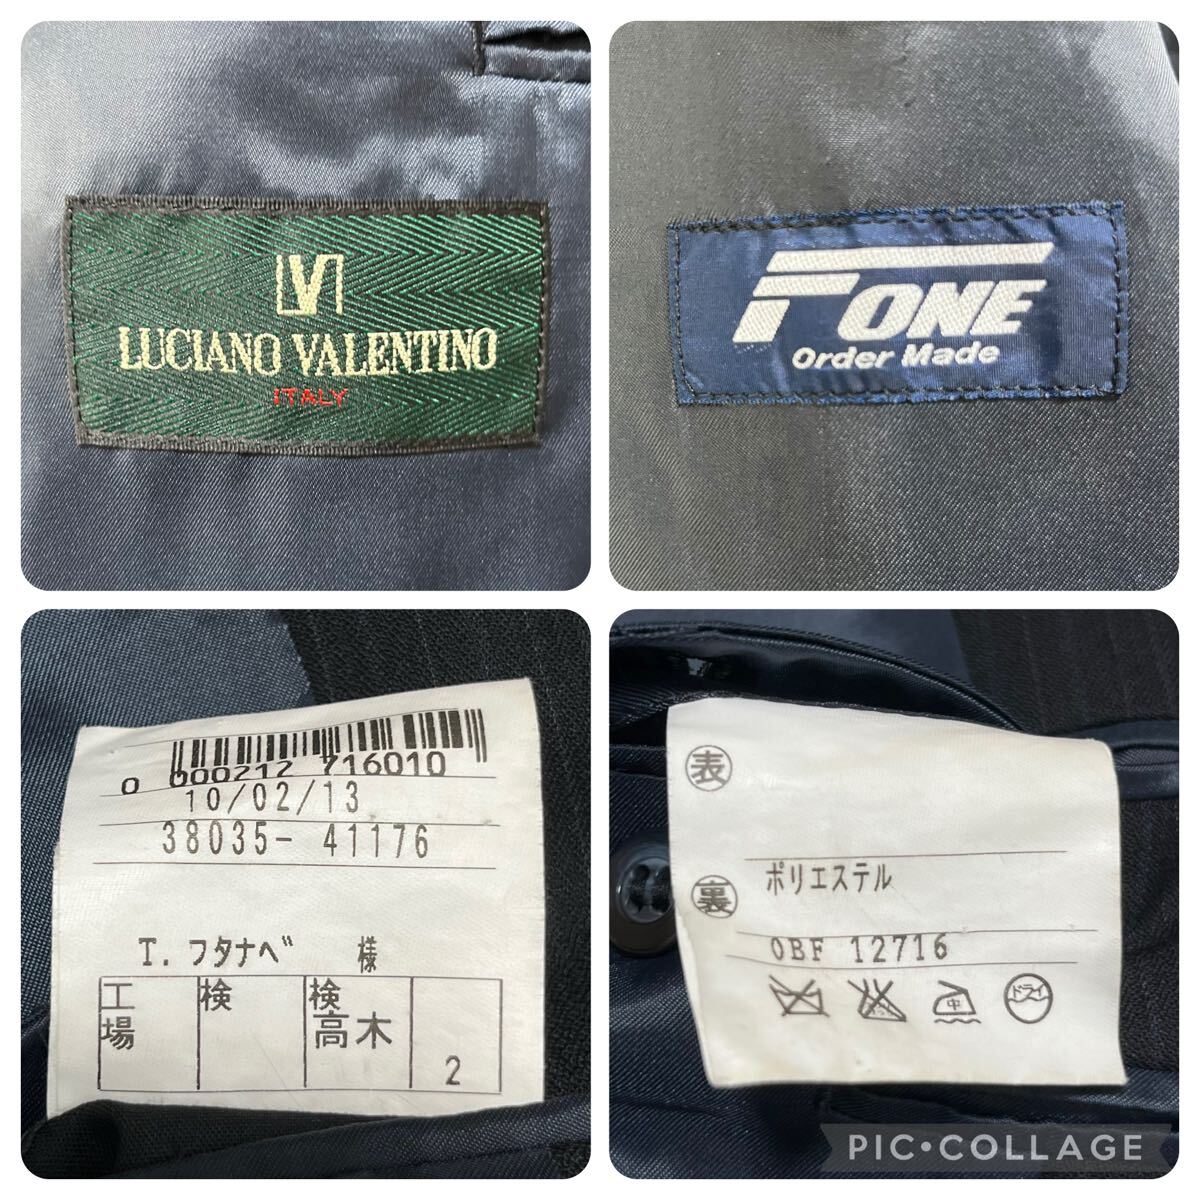 V
LUCIANO VALENTINO
ITALY
F ONE
Order Made
0 000212 716010
10/02/13
38035- 41176
T. フタナベ 様
工場 検 検
高木
2
表
裏 ポリエステル
OBF 12716
中 ドライ
PIC•COLLAGE